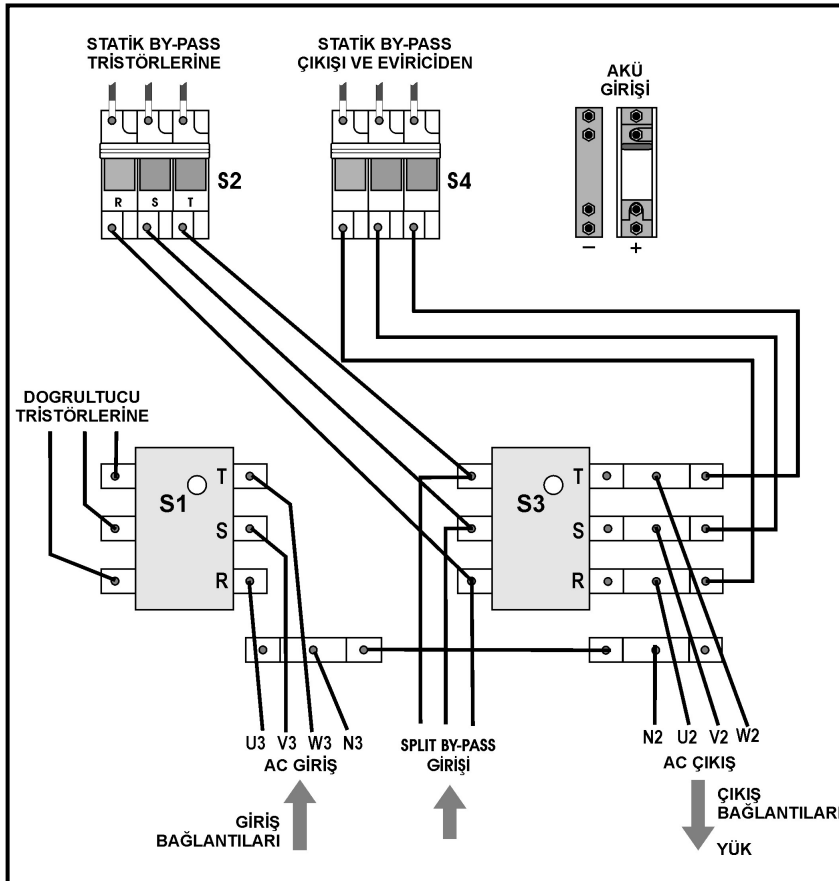 STATİK BY-PASS
TRİSTÖRLERİNE
STATİK BY-PASS
ÇIKIŞI VE EVİRİCİDEN
AKÜ
GİRİŞİ
S2
S4
R S T
− +
DOGRULTUCU
TRİSTÖRLERİNE
S1
T
S
R
S3
T
S
R
U3 V3 W3 N3
AC GİRİŞ
SPLIT BY-PASS
GİRİŞİ
N2 U2 V2 W2
AC ÇIKIŞ
GİRİŞ
BAĞLANTILARI
ÇIKIŞ
BAĞLANTILARI
YÜK